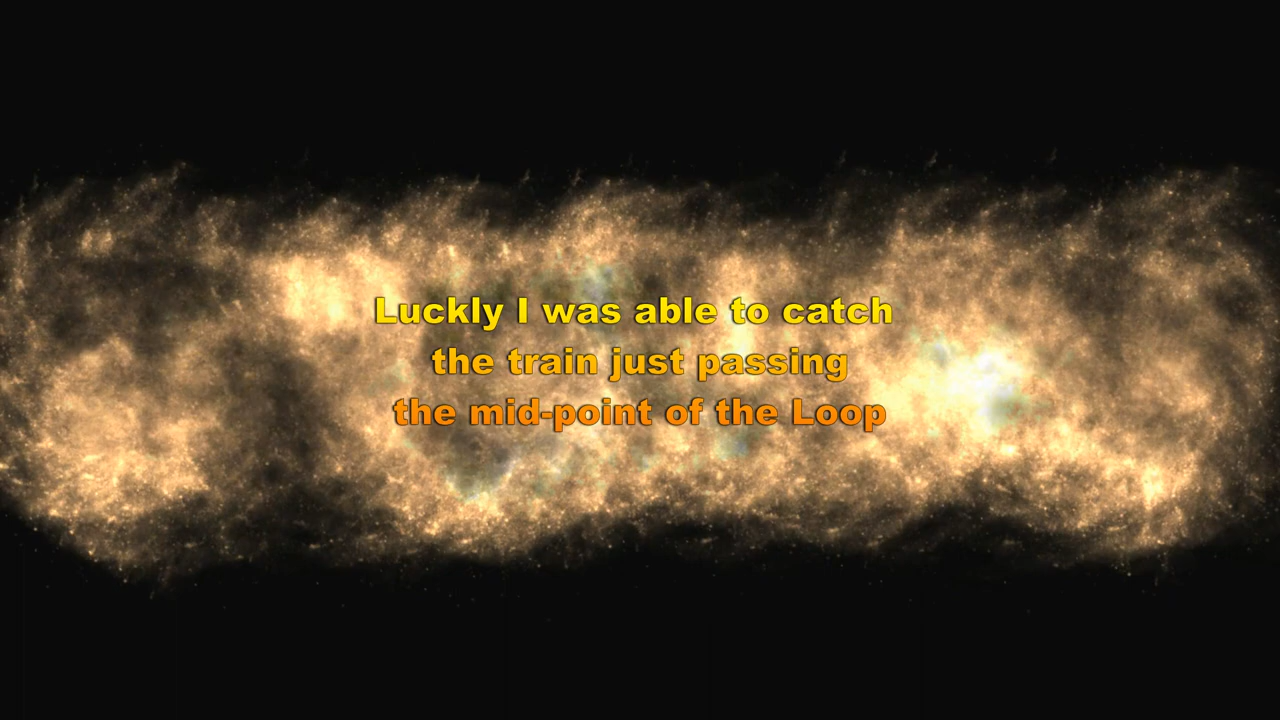 Luckly I was able to catch
the train just passing
the mid-point of the Loop